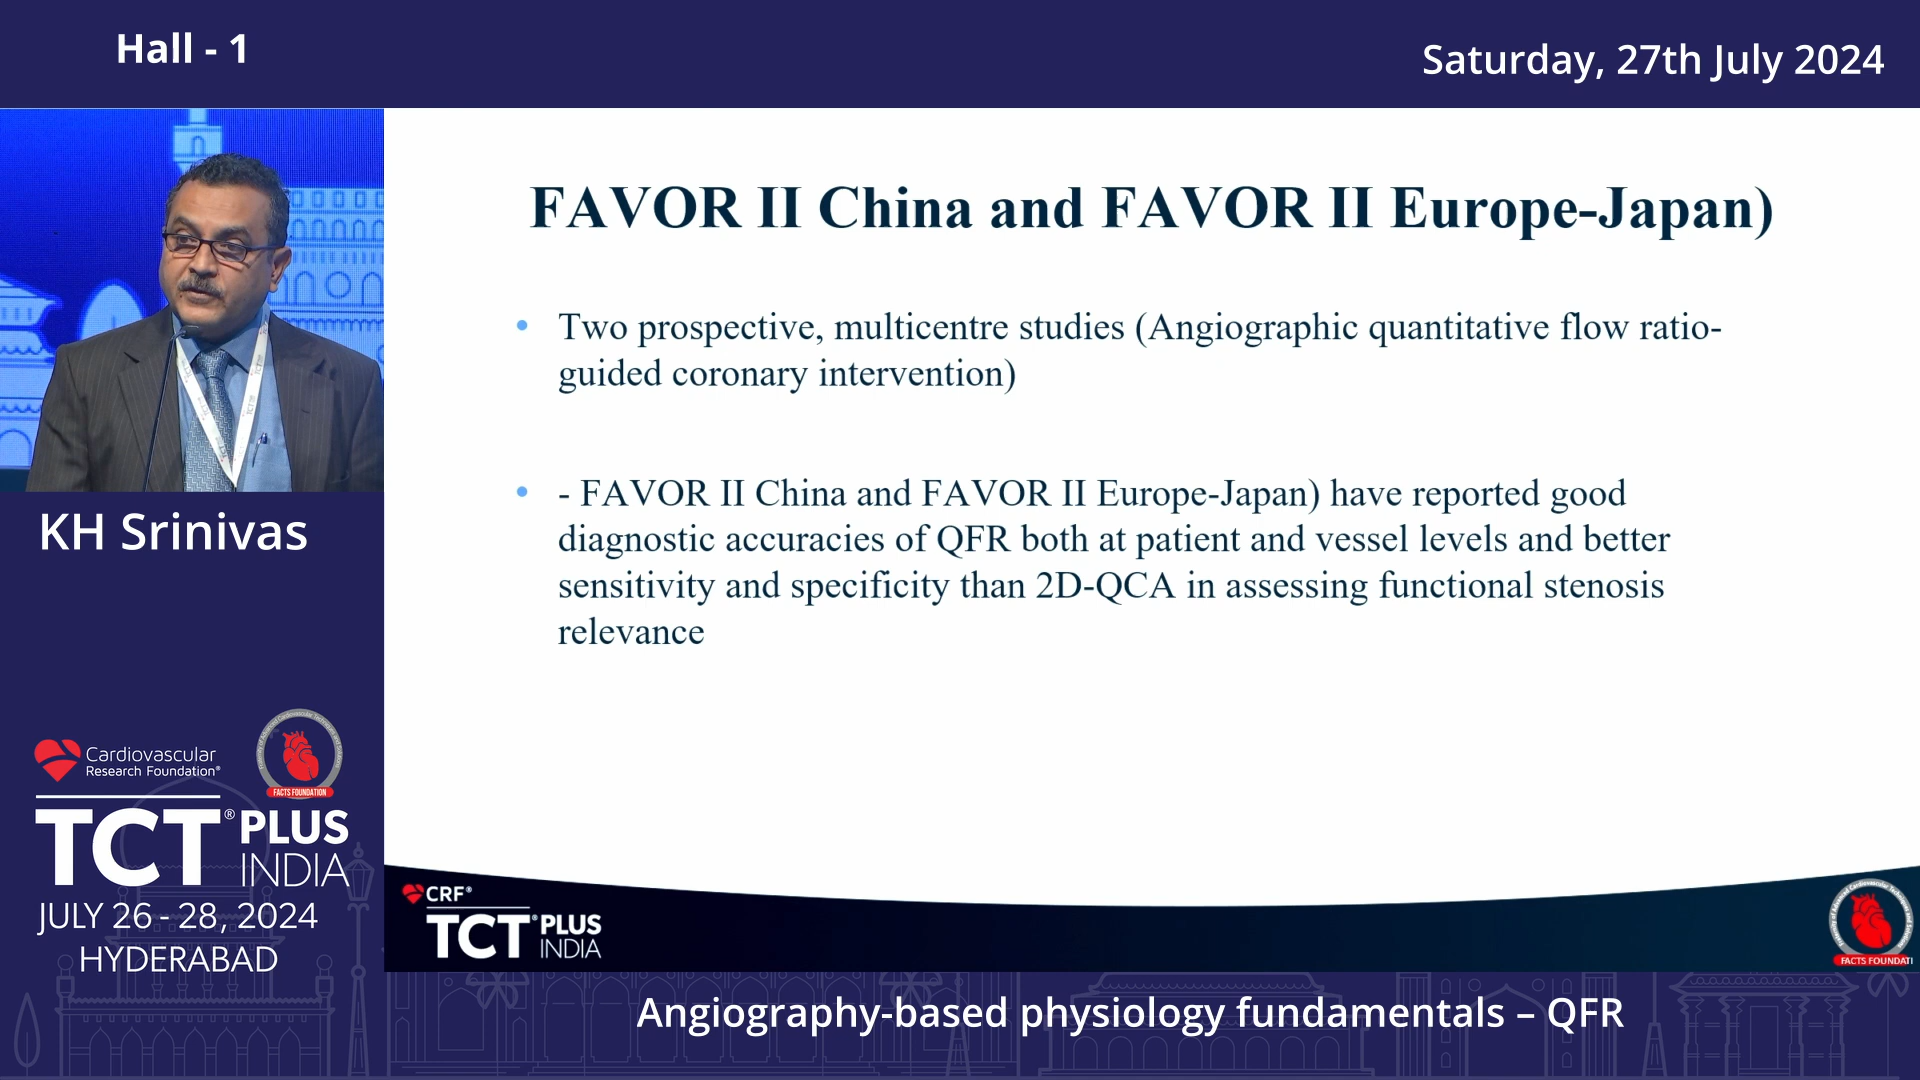 Hall - 1
Saturday, 27th July 2024
FAVOR II China and FAVOR II Europe-Japan)
• Two prospective, multicentre studies (Angiographic quantitative flow ratio-
guided coronary intervention)
• - FAVOR II China and FAVOR II Europe-Japan) have reported good
diagnostic accuracies of QFR both at patient and vessel levels and better
sensitivity and specificity than 2D-QCA in assessing functional stenosis
relevance
KH Srinivas
Cardiovascular
Research Foundation®
FACTS FOUNDATION
TCT® PLUS
INDIA
JULY 26 - 28, 2024
HYDERABAD
CRF®
TCT® PLUS
INDIA
FACTS FOUNDATI
Angiography-based physiology fundamentals – QFR